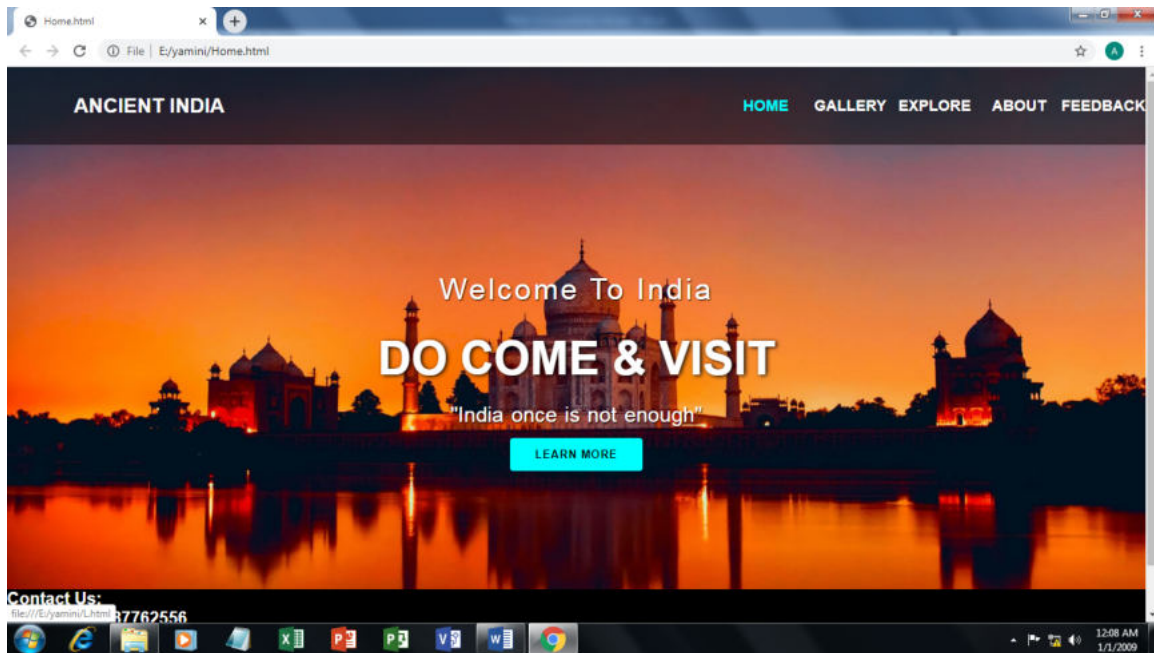 Home.html
File | E:/yamini/Home.html
A
ANCIENT INDIA
HOME GALLERY EXPLORE ABOUT FEEDBACK
Welcome To India
DO COME & VISIT
"India once is not enough"
LEARN MORE
Contact Us:
file:///E:/yamini/L.html 37762556
12:08 AM
1/1/2009